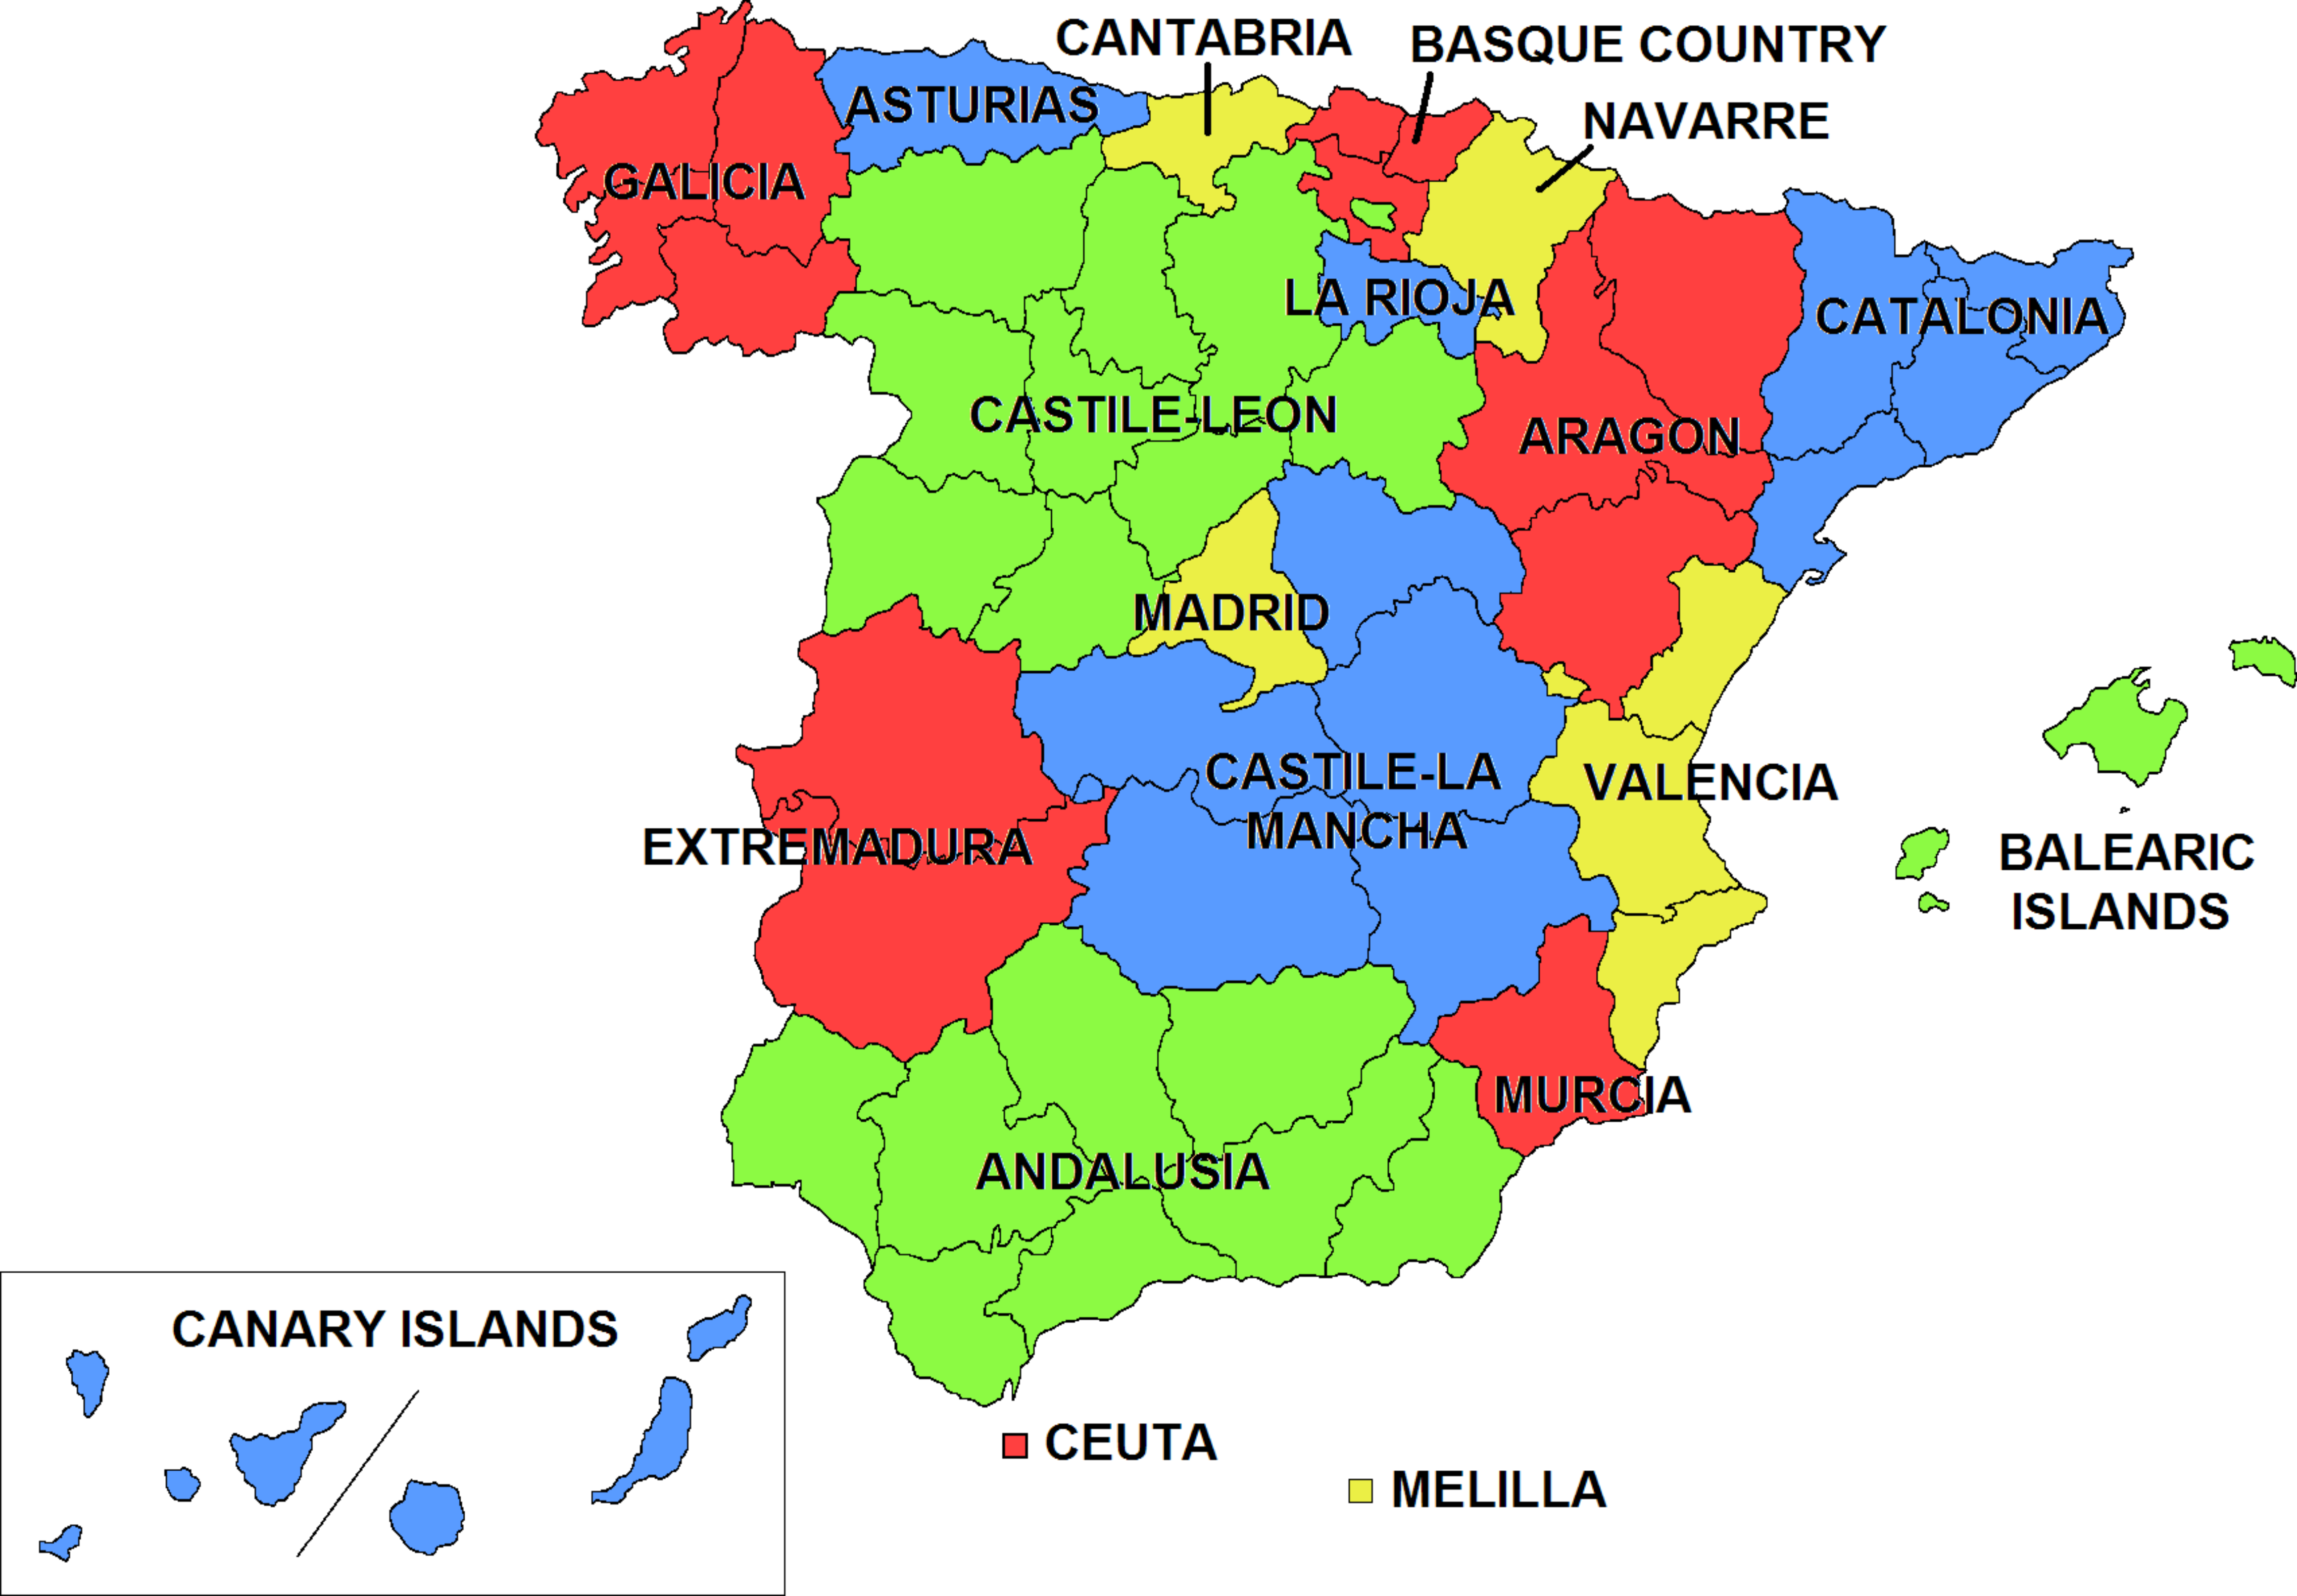 CANTABRIA
BASQUE COUNTRY
ASTURIAS
NAVARRE
GALICIA
LA RIOJA
CATALONIA
CASTILE-LEON
ARAGON
MADRID
CASTILE-LA
MANCHA
VALENCIA
EXTREMADURA
BALEARIC
ISLANDS
MURCIA
ANDALUSIA
CANARY ISLANDS
CEUTA
MELILLA